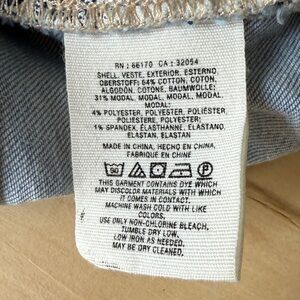 RN : 66170 CA : 32054
SHELL, VESTE, EXTERIOR, ESTERNO,
OBERSTOFF: 64% COTTON, COTON,
ALGODON, COTONE, BAUMWOLLE;
31% MODAL, MODAL, MODAL, MODAL,
MODAL;
4% POLYESTER, POLYESTER, POLIÉSTER,
POLIESTERE, POLYESTER;
1% SPANDEX, ELASTHANNE, ELASTANO,
ELASTAN, ELASTAN
MADE IN CHINA, HECHO EN CHINA,
FABRIQUE EN CHINE
THIS GARMENT CONTAINS DYE WHICH
MAY DISCOLOR MATERIALS WITH WHICH
IT COMES IN CONTACT.
MACHINE WASH COLD WITH LIKE
COLORS.
USE ONLY NON-CHLORINE BLEACH.
TUMBLE DRY LOW.
LOW IRON AS NEEDED.
MAY BE DRY CLEANED.